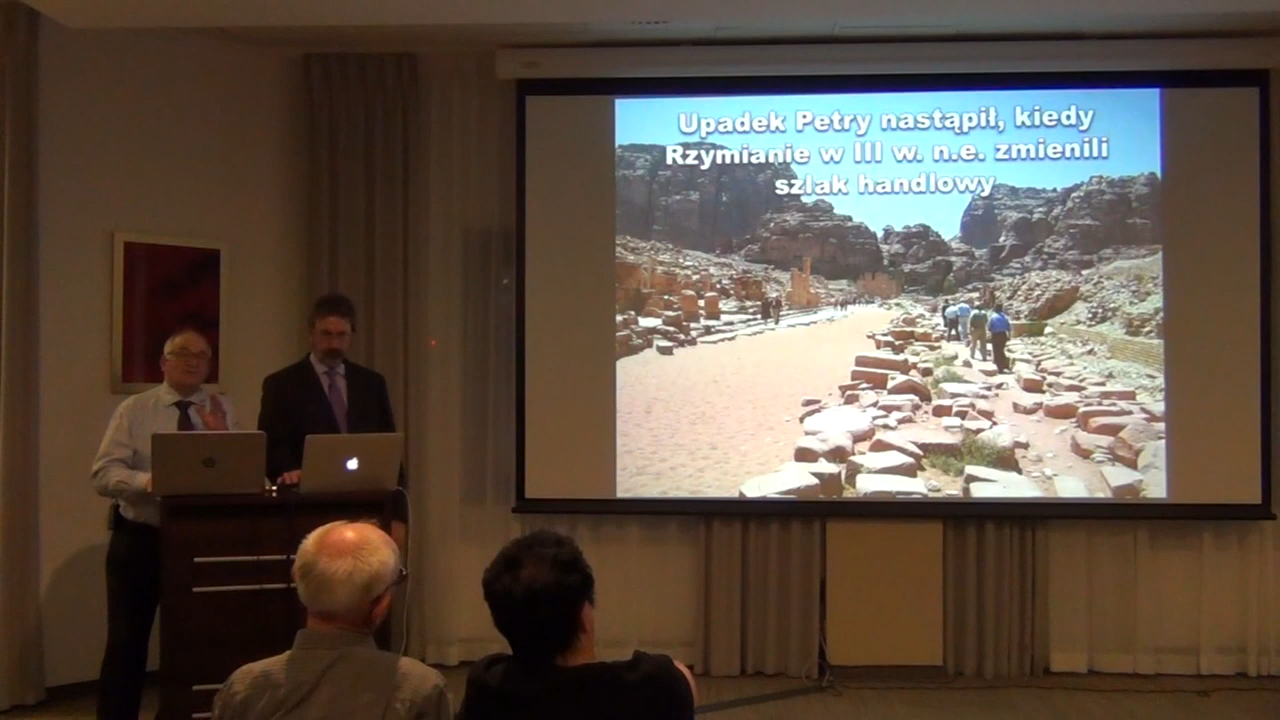 Upadek Petry nastąpił, kiedy
Rzymianie w III w. n.e. zmienili
szlak handlowy